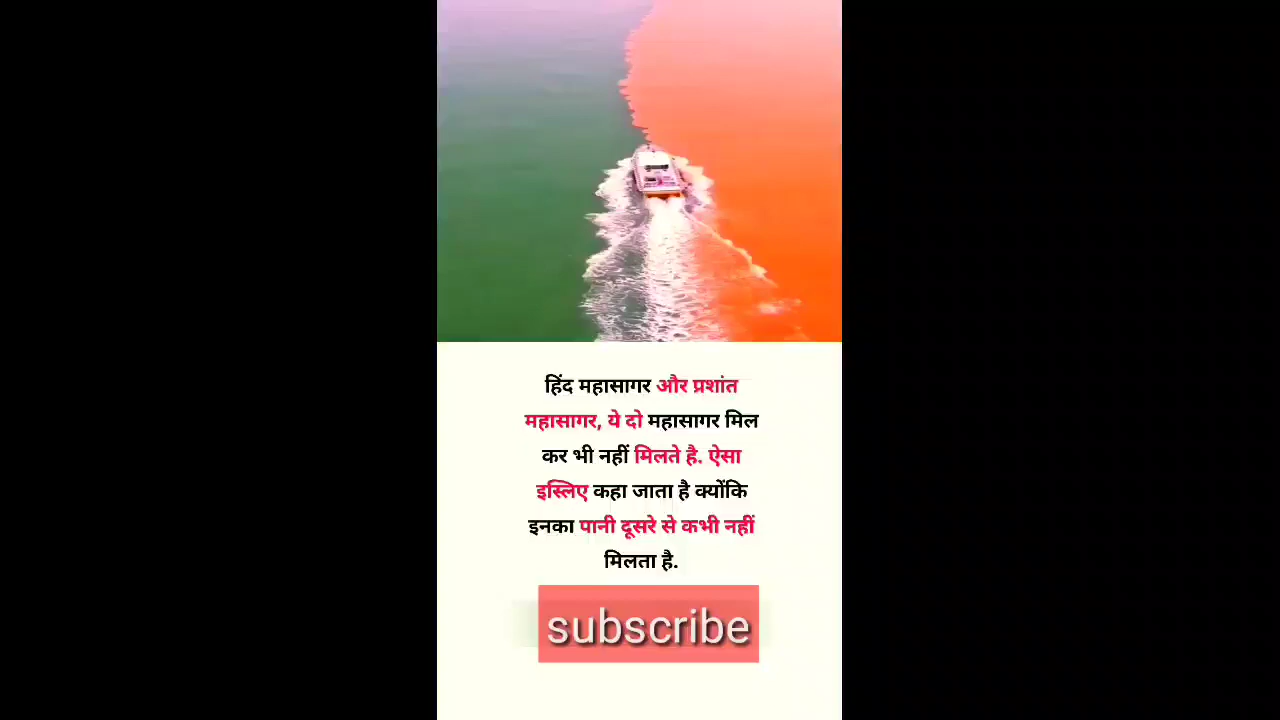 हिंद महासागर और प्रशांत
महासागर, ये दो महासागर मिल
कर भी नहीं मिलते है. ऐसा
इस्लिए कहा जाता है क्योंकि
इनका पानी दूसरे से कभी नहीं
मिलता है.
subscribe